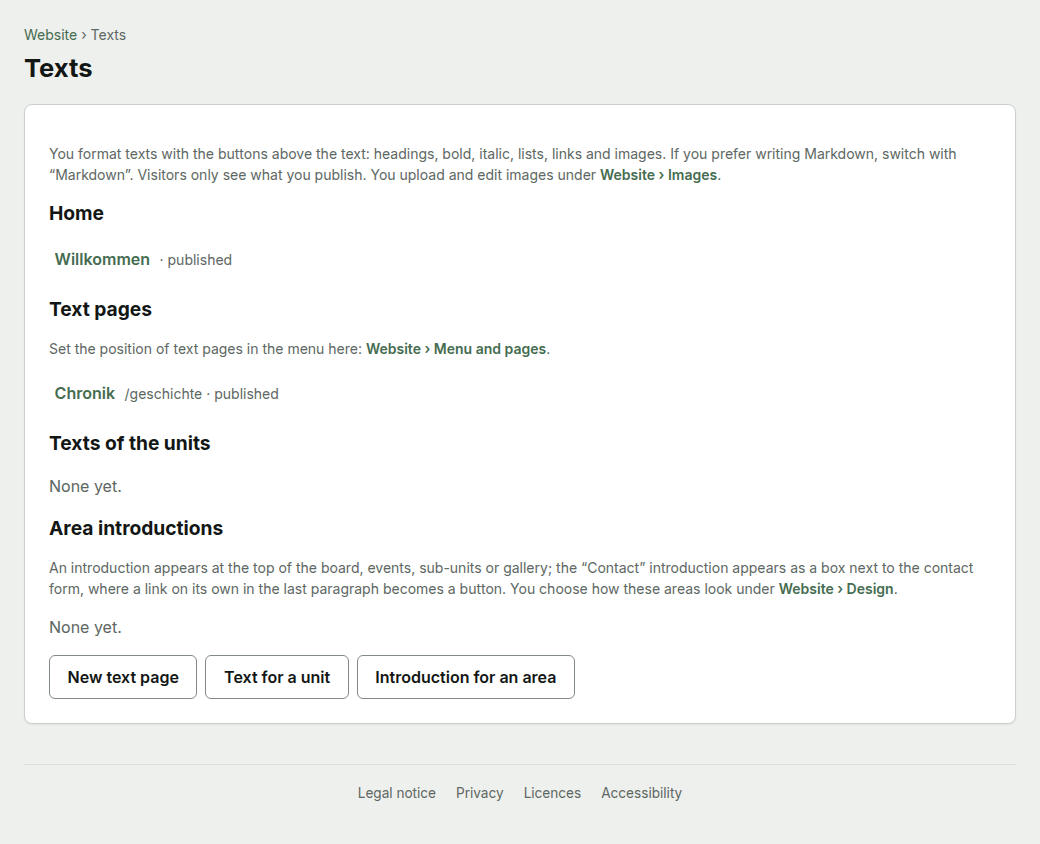 Website › Texts
Texts
You format texts with the buttons above the text: headings, bold, italic, lists, links and images. If you prefer writing Markdown, switch with
“Markdown”. Visitors only see what you publish. You upload and edit images under Website › Images.
Home
Willkommen · published
Text pages
Set the position of text pages in the menu here: Website › Menu and pages.
Chronik /geschichte · published
Texts of the units
None yet.
Area introductions
An introduction appears at the top of the board, events, sub-units or gallery; the “Contact” introduction appears as a box next to the contact
form, where a link on its own in the last paragraph becomes a button. You choose how these areas look under Website › Design.
None yet.
New text page Text for a unit Introduction for an area
Legal notice Privacy Licences Accessibility